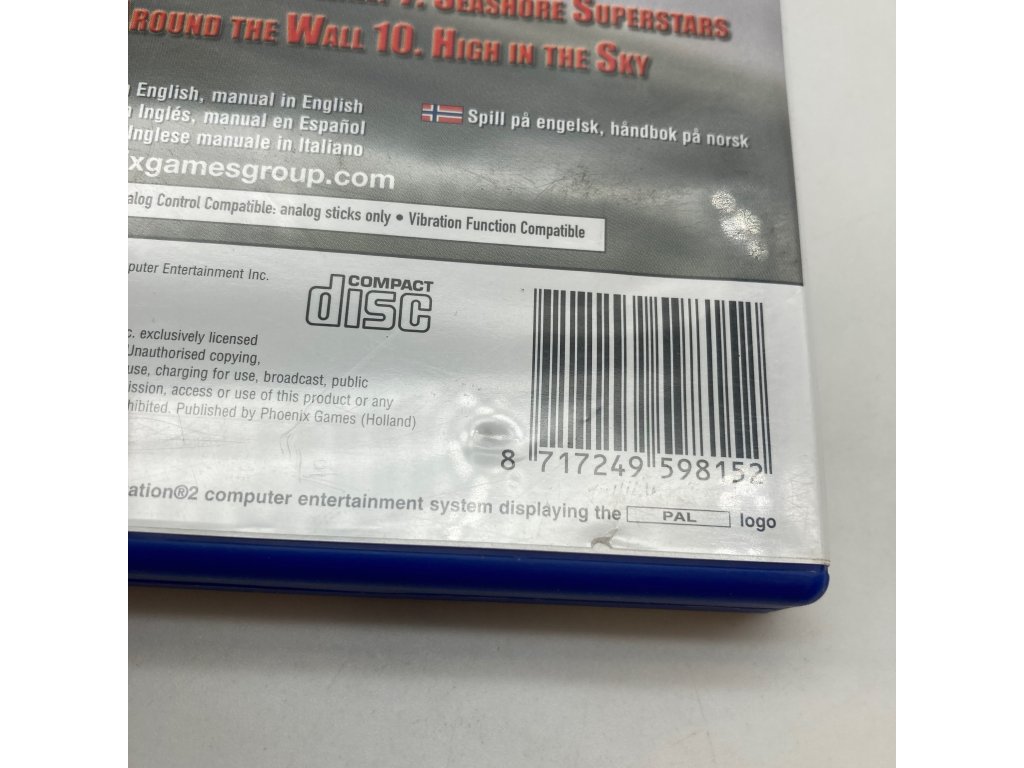 7. SEASHORE SUPERSTARS
ROUND THE WALL 10. HIGH IN THE SKY
English, manual in English
Inglés, manual en Español
Inglese manuale in Italiano
Spill på engelsk, håndbok på norsk
xgamesgroup.com
alog Control Compatible: analog sticks only • Vibration Function Compatible
puter Entertainment Inc.
COMPACT
disc
c. exclusively licensed
Unauthorised copying,
use, charging for use, broadcast, public
ission, access or use of this product or any
hibited. Published by Phoenix Games (Holland)
8 717249 598152
ation®2 computer entertainment system displaying the PAL logo